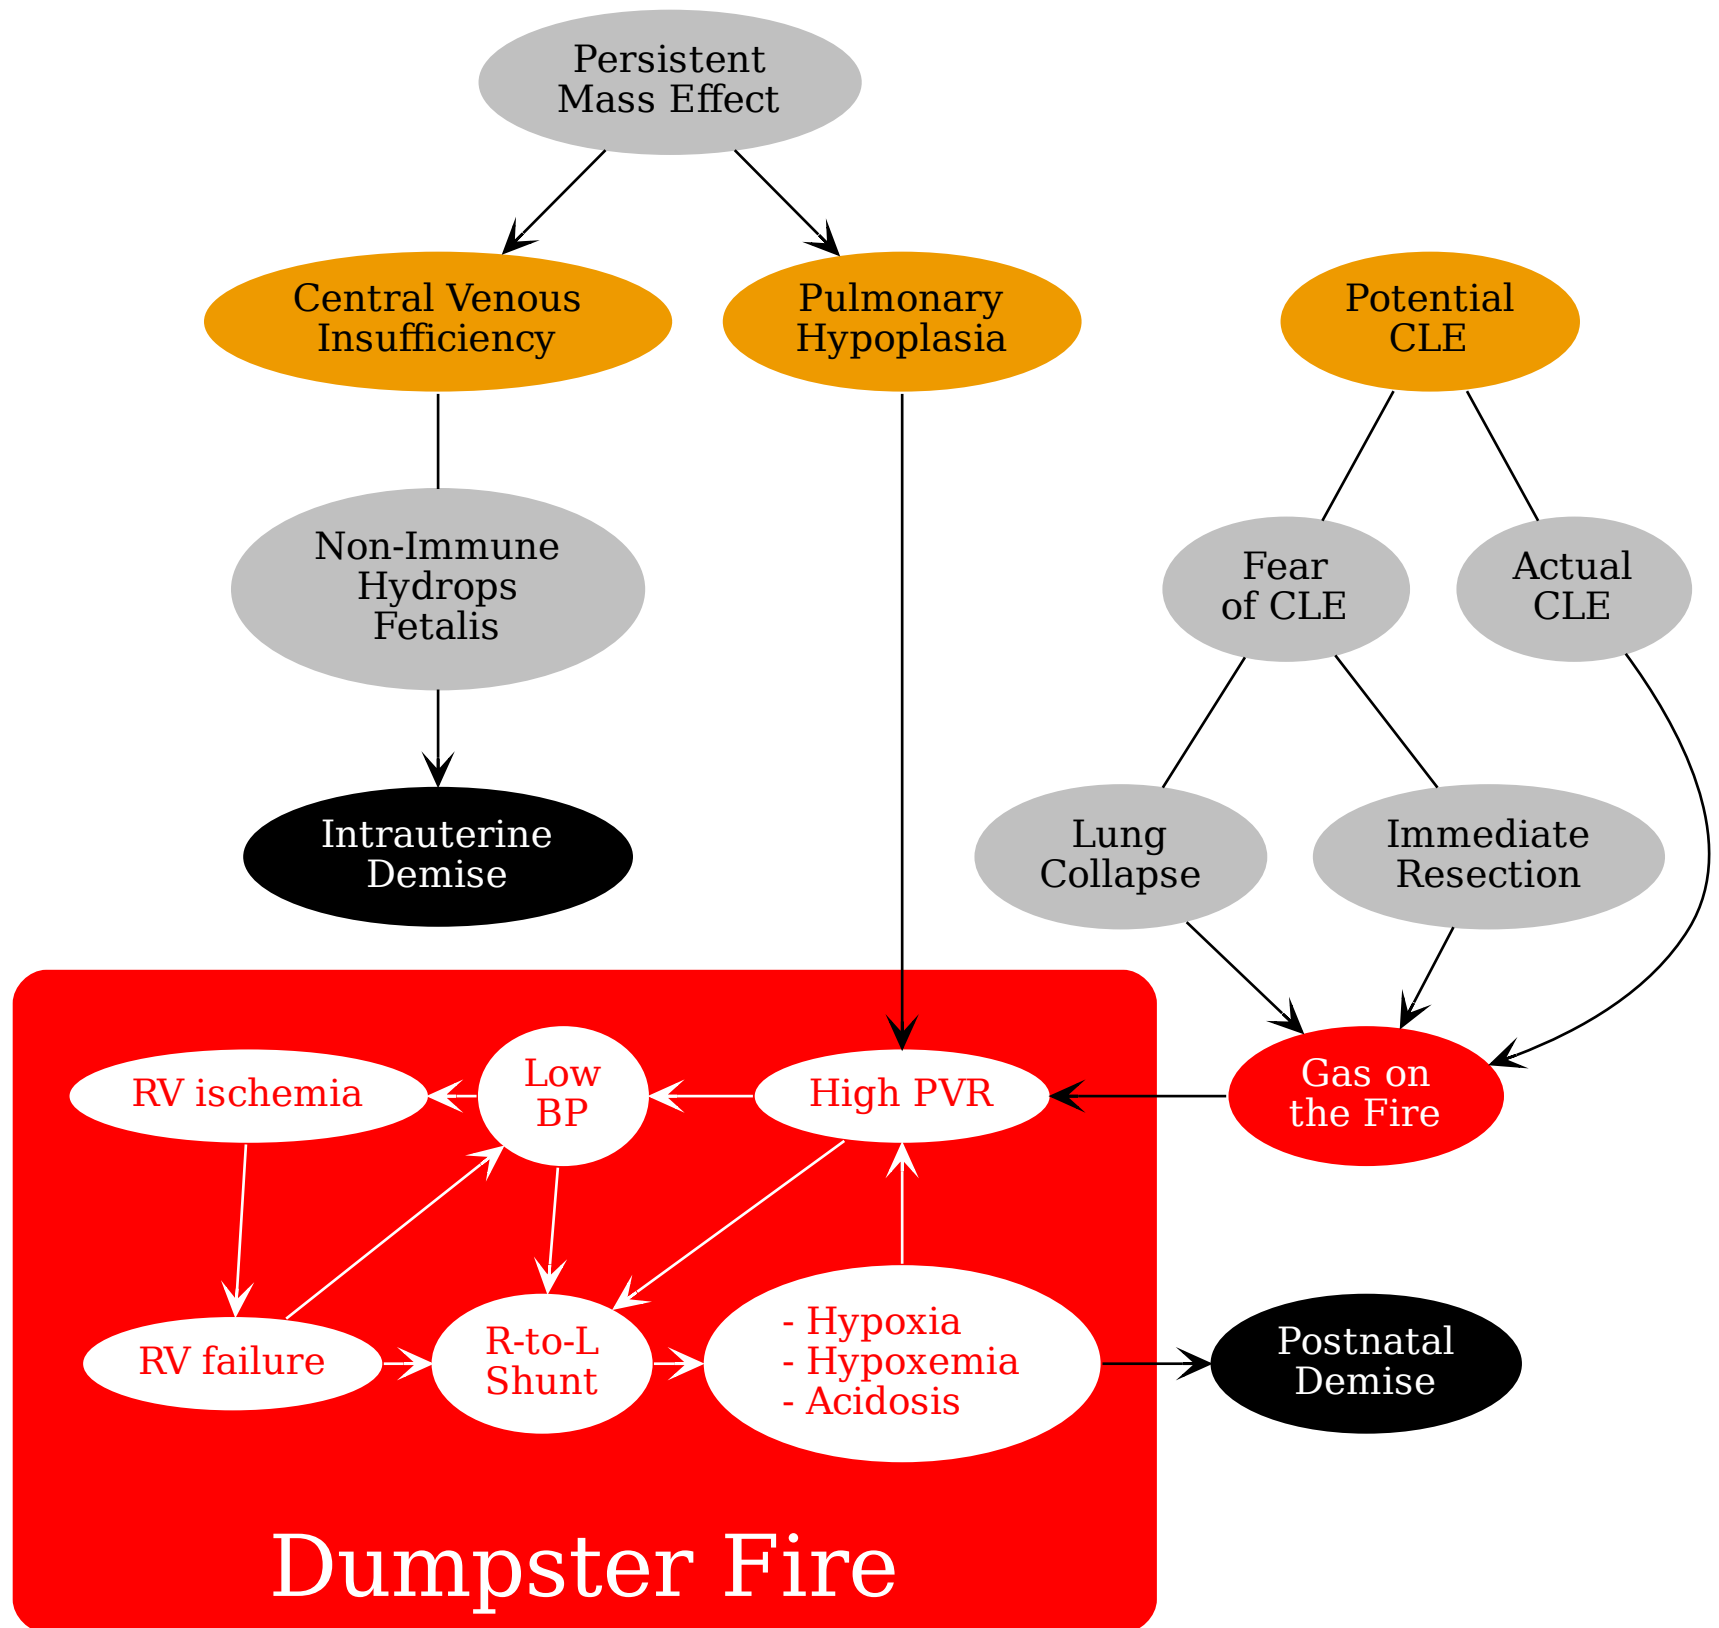 Persistent
Mass Effect
Central Venous
Insufficiency
Pulmonary
Hypoplasia
Potential
CLE
Non-Immune
Hydrops
Fetalis
Fear
of CLE
Actual
CLE
Intrauterine
Demise
Lung
Collapse
Immediate
Resection
RV ischemia
Low
BP
High PVR
Gas on
the Fire
RV failure
R-to-L
Shunt
- Hypoxia
- Hypoxemia
- Acidosis
Postnatal
Demise
Dumpster Fire